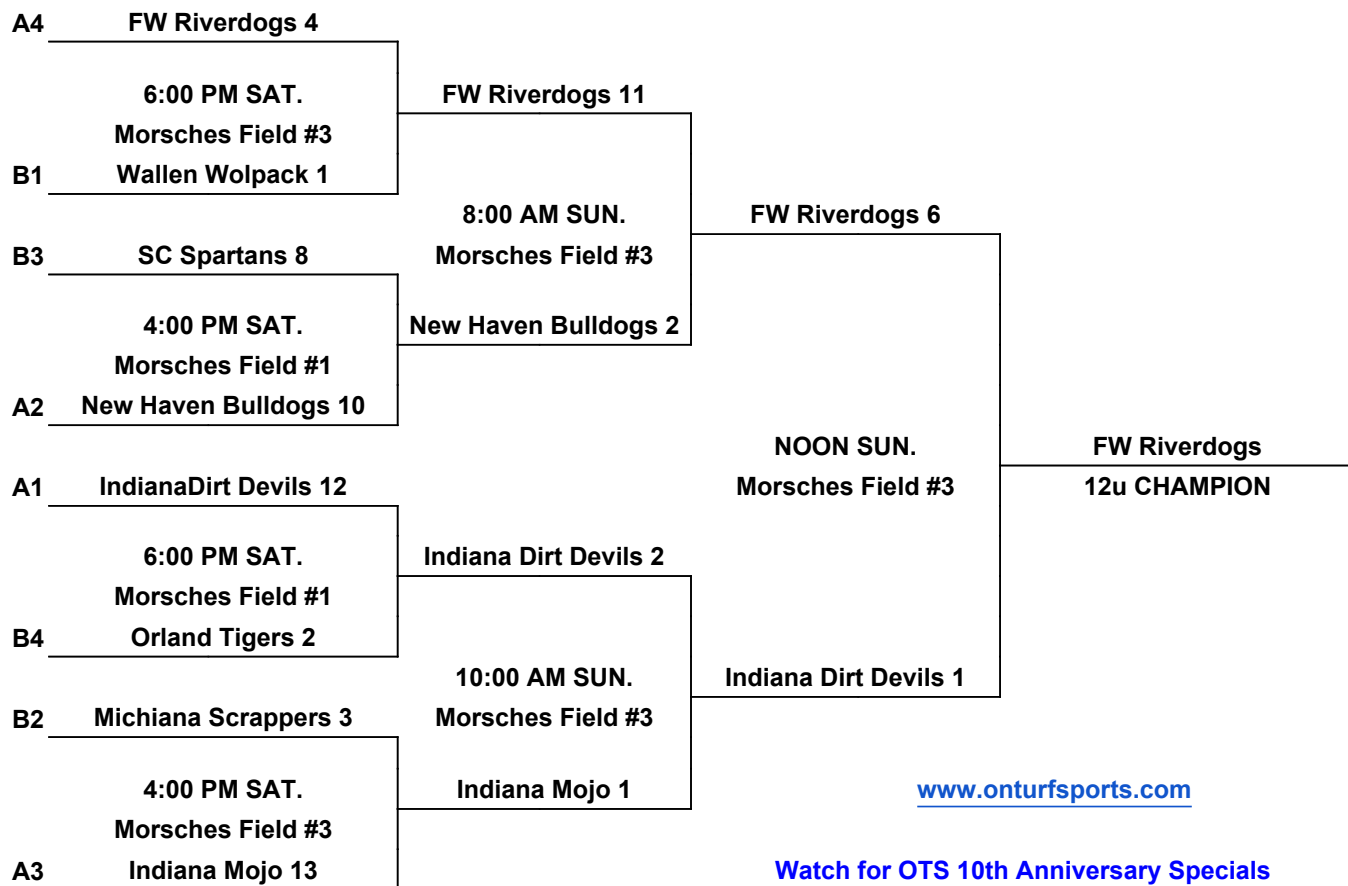 A4 FW Riverdogs 4
6:00 PM SAT. FW Riverdogs 11
Morsches Field #3
B1 Wallen Wolpack 1
8:00 AM SUN. FW Riverdogs 6
B3 SC Spartans 8 Morsches Field #3
4:00 PM SAT. New Haven Bulldogs 2
Morsches Field #1
A2 New Haven Bulldogs 10
NOON SUN. FW Riverdogs
A1 IndianaDirt Devils 12 Morsches Field #3 12u CHAMPION
6:00 PM SAT. Indiana Dirt Devils 2
Morsches Field #1
B4 Orland Tigers 2
10:00 AM SUN. Indiana Dirt Devils 1
B2 Michiana Scrappers 3 Morsches Field #3
4:00 PM SAT. Indiana Mojo 1 www.onturfsports.com
Morsches Field #3
A3 Indiana Mojo 13 Watch for OTS 10th Anniversary Specials